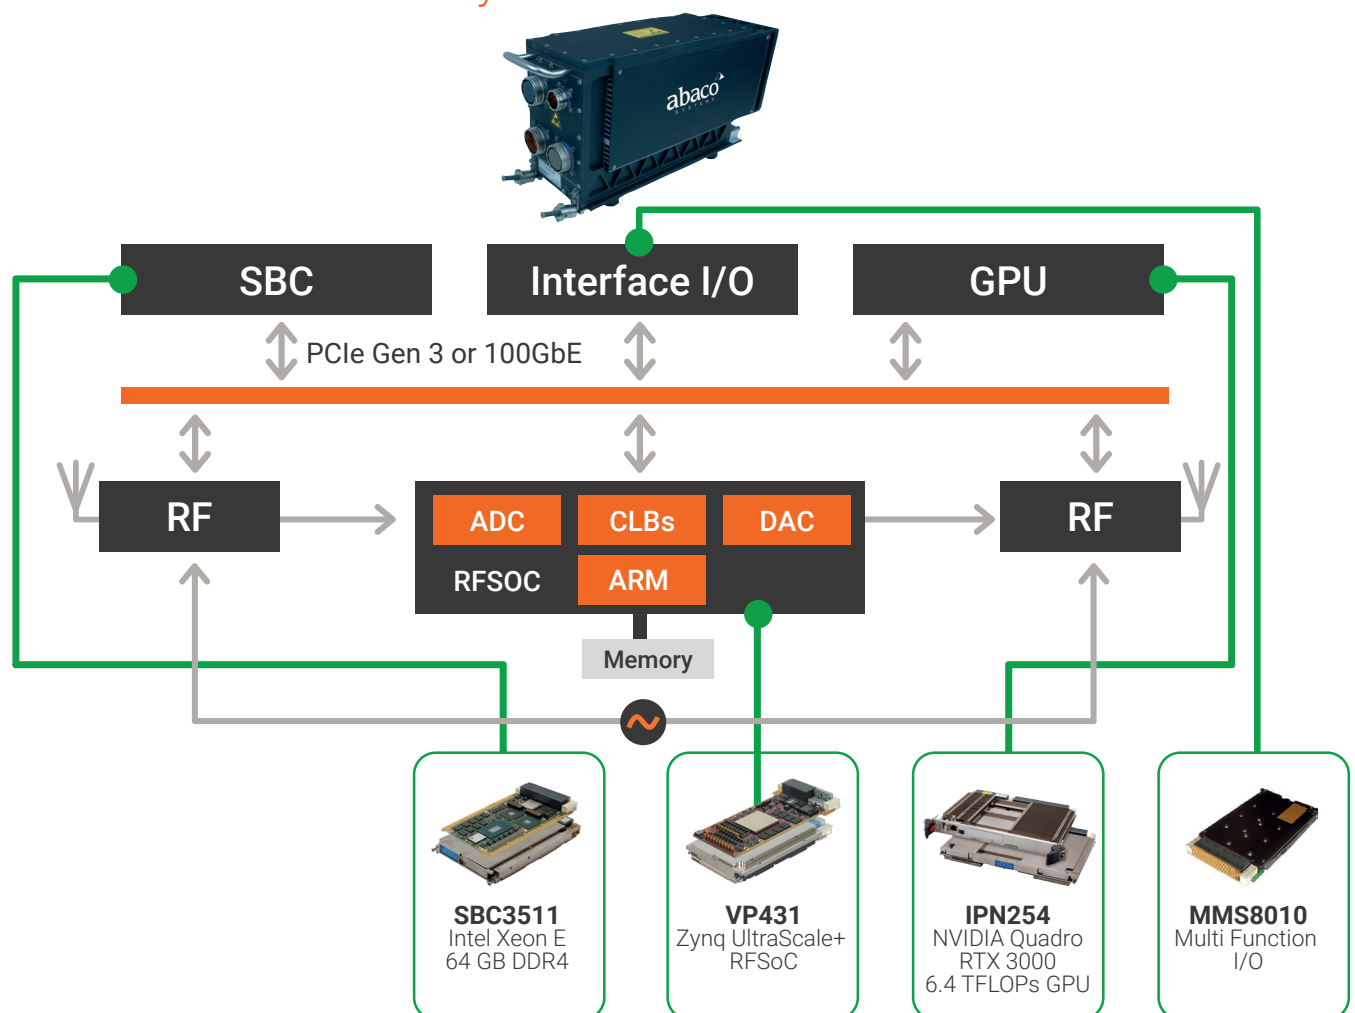 abaco
SYSTEMS
SBC
Interface I/O
GPU
PCIe Gen 3 or 100GbE
RF
ADC
CLBs
DAC
RF
RFSOC
ARM
Memory
SBC3511
Intel Xeon E
64 GB DDR4
VP431
Zynq UltraScale+
RFSoC
IPN254
NVIDIA Quadro
RTX 3000
6.4 TFLOPs GPU
MMS8010
Multi Function
I/O